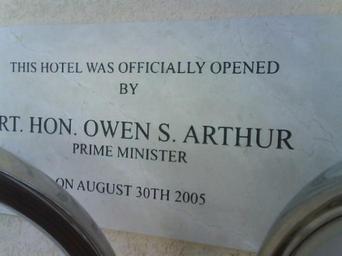 THIS HOTEL WAS OFFICIALLY OPENED
BY
RT. HON. OWEN S. ARTHUR
PRIME MINISTER
ON AUGUST 30TH 2005